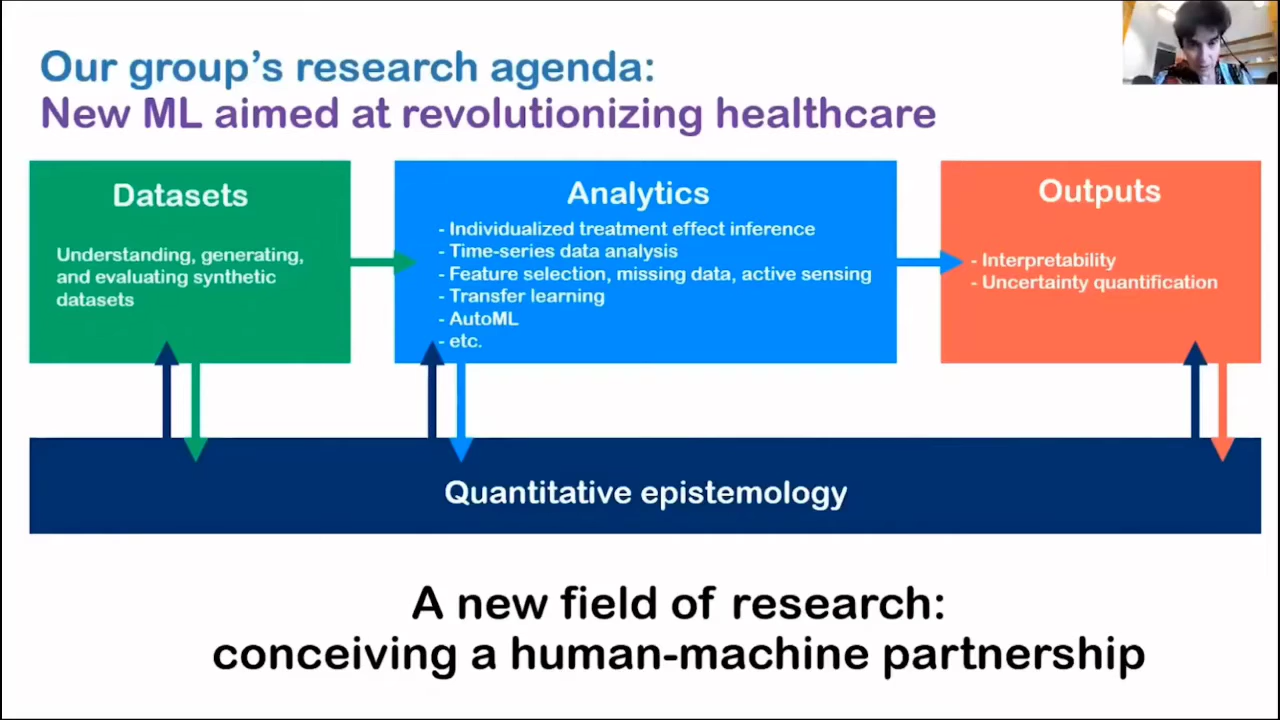 Our group's research agenda:
New ML aimed at revolutionizing healthcare
Datasets
Understanding, generating,
and evaluating synthetic
datasets
Analytics
- Individualized treatment effect inference
- Time-series data analysis
- Feature selection, missing data, active sensing
- Transfer learning
- AutoML
- etc.
Outputs
- Interpretability
- Uncertainty quantification
Quantitative epistemology
A new field of research:
conceiving a human-machine partnership